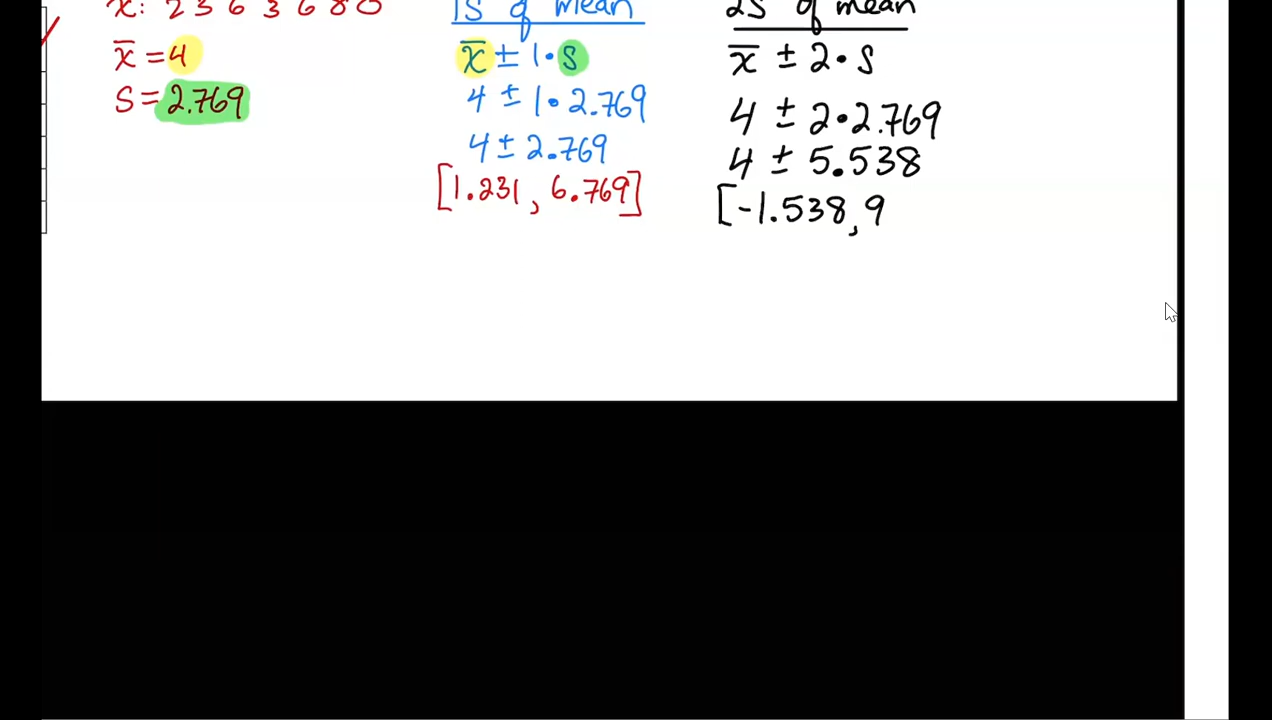 x: 2 3 6 3 6 8 0
x̄ = 4
S = 2.769
1S of mean
x̄ ± 1 • S
4 ± 1 • 2.769
4 ± 2.769
[1.231, 6.769]
2S of mean
x̄ ± 2 • S
4 ± 2 • 2.769
4 ± 5.538
[-1.538, 9